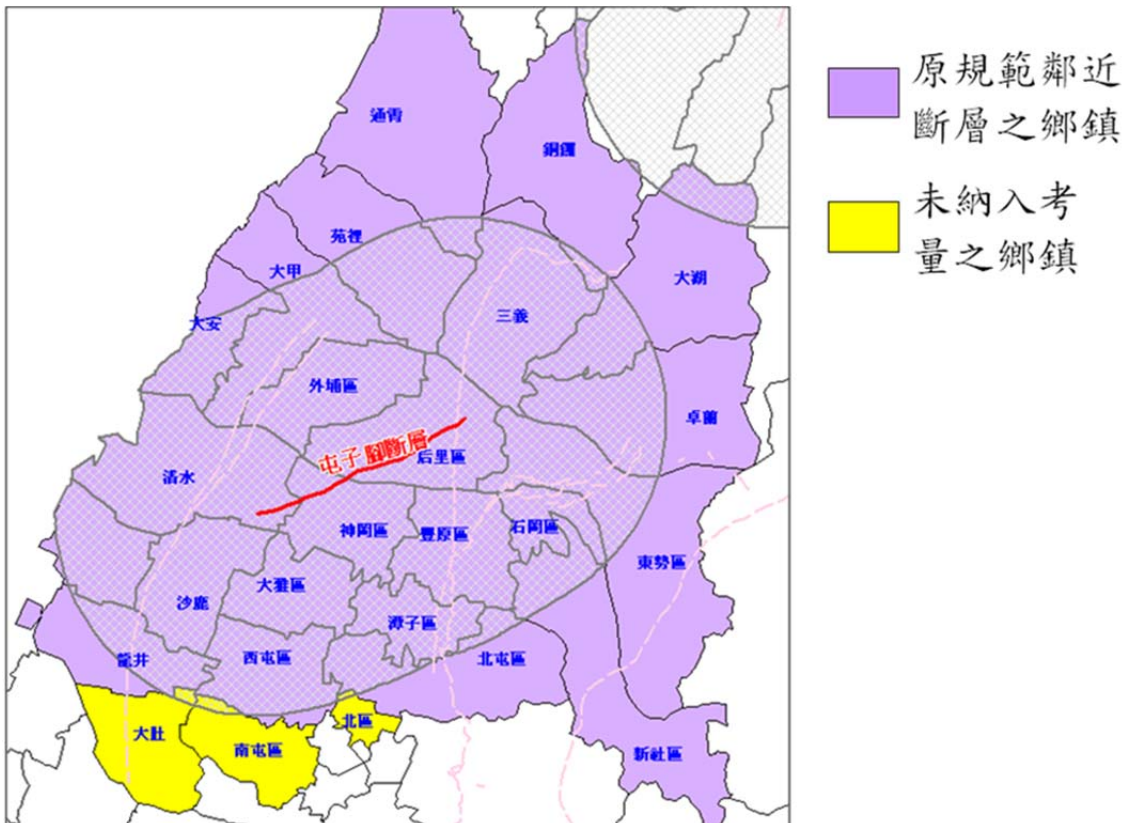 原規範鄰近
斷層之鄉鎮
未納入考
量之鄉鎮
通霄
銅鑼
苑裡
大甲
大湖
大安
三義
外埔區
卓蘭
屯子腳斷層
后里區
清水
神岡區
豐原區
石岡區
東勢區
大雅區
沙鹿
潭子區
龍井
西屯區
北屯區
北區
大肚
南屯區
新社區